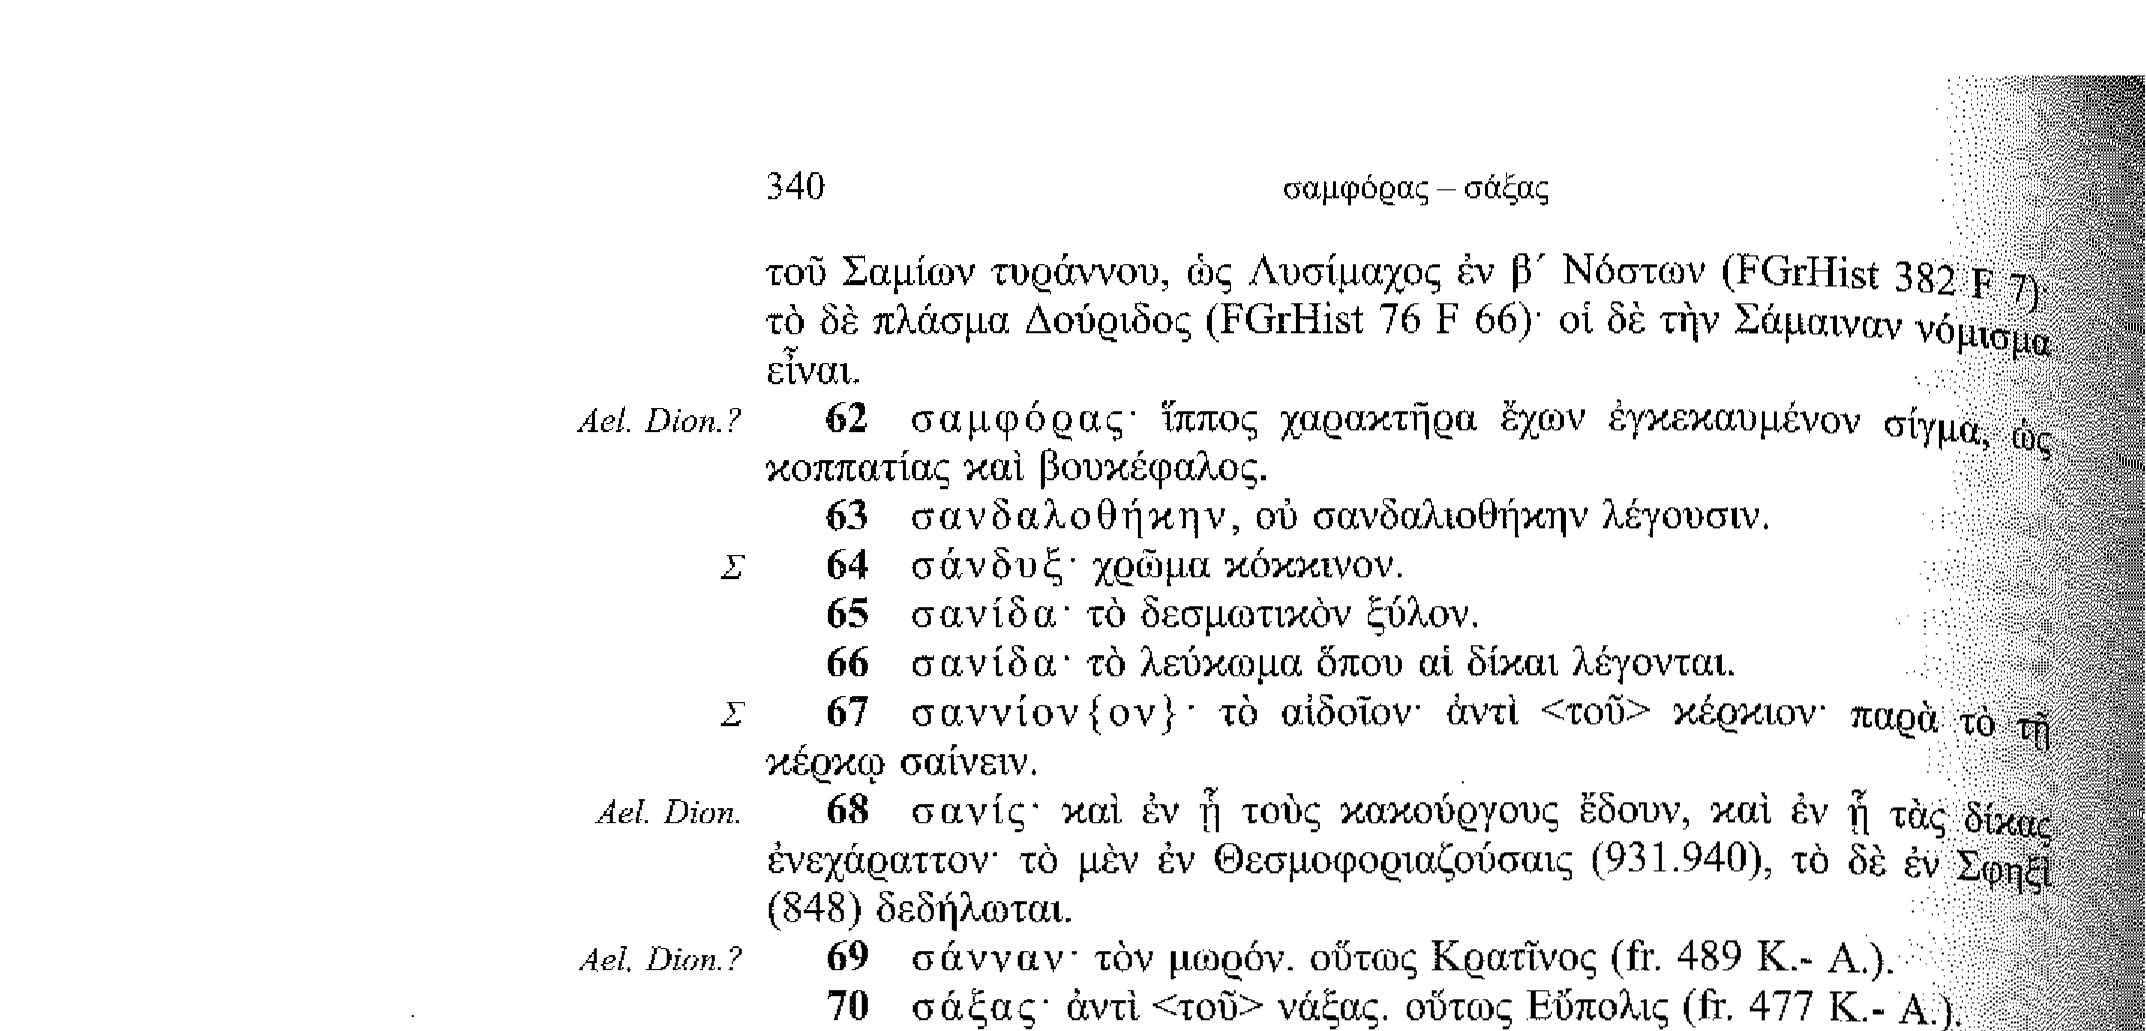 340 σαμφόρας – σάξας
τοῦ Σαμίων τυράννου, ὡς Λυσίμαχος ἐν β´ Νόστων (FGrHist 382 F 7)·
τὸ δὲ πλάσμα Δούριδος (FGrHist 76 F 66)· οἱ δὲ τὴν Σάμαιναν νόμισμα
εἶναι.
Ael. Dion.? 62 σαμφόρας· ἵππος χαρακτῆρα ἔχων ἐγκεκαυμένον σίγμα, ὡς
κοππατίας καὶ βουκέφαλος.
63 σανδαλοθήκην, οὐ σανδαλιοθήκην λέγουσιν.
Σ 64 σάνδυξ· χρῶμα κόκκινον.
65 σανίδα· τὸ δεσμωτικὸν ξύλον.
66 σανίδα· τὸ λεύκωμα ὅπου αἱ δίκαι λέγονται.
Σ 67 σαννίον{ον}· τὸ αἰδοῖον· ἀντὶ <τοῦ> κέρκιον· παρὰ τὸ τῇ
κέρκῳ σαίνειν.
Ael. Dion. 68 σανίς· καὶ ἐν ᾗ τοὺς κακούργους ἔδουν, καὶ ἐν ᾗ τὰς δίκας
ἐνεχάραττον· τὸ μὲν ἐν Θεσμοφοριαζούσαις (931.940), τὸ δὲ ἐν Σφηξὶ
(848) δεδήλωται.
Ael. Dion.? 69 σάνναν· τὸν μωρόν. οὕτως Κρατῖνος (fr. 489 K.- A.).
70 σάξας· ἀντὶ <τοῦ> νάξας. οὕτως Εὔπολις (fr. 477 K.- A.).